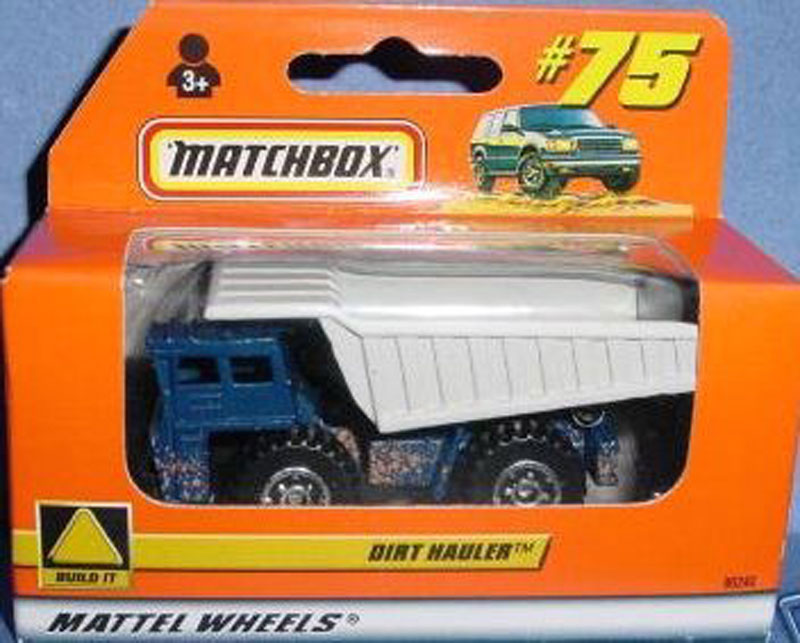 #75
3+
MATCHBOX®
DIRT HAULER™
BUILD IT
MATTEL WHEELS®